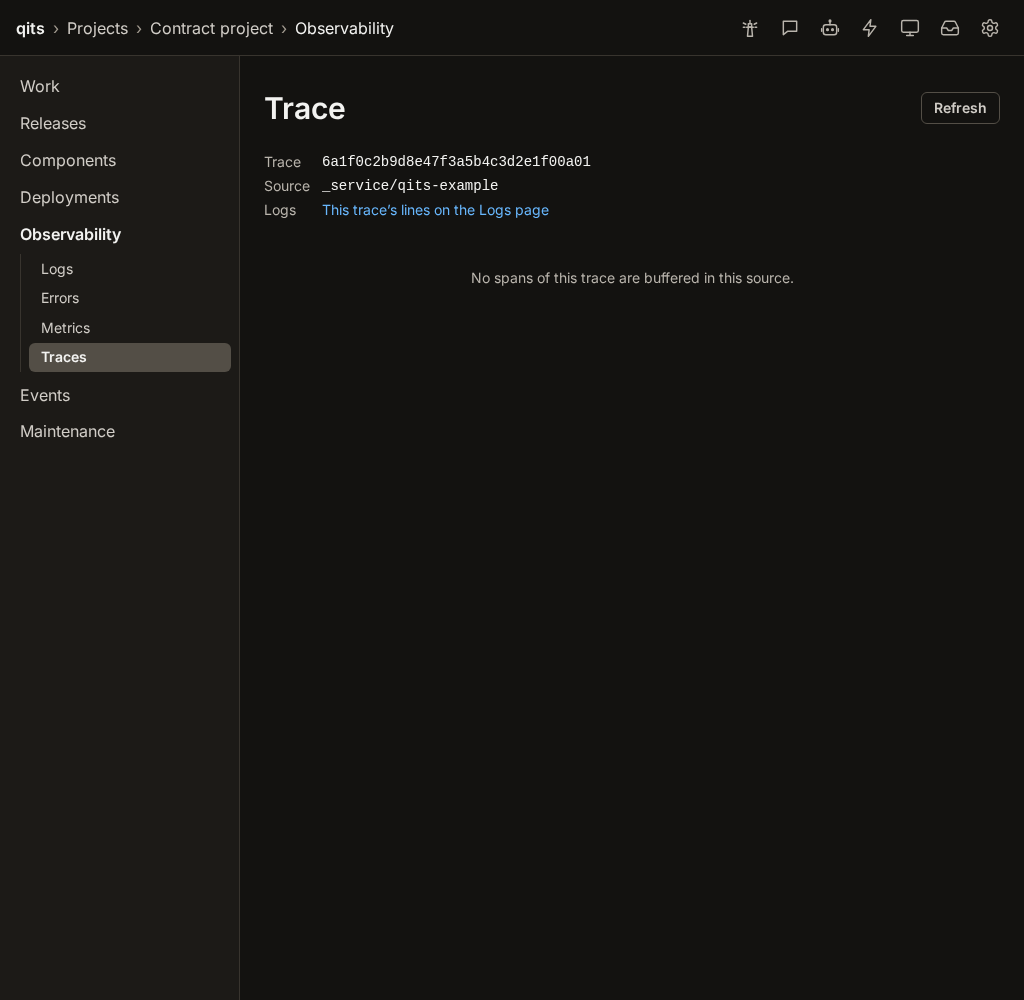 qits › Projects › Contract project › Observability
Work
Releases
Components
Deployments
Observability
Logs
Errors
Metrics
Traces
Events
Maintenance
Trace
Refresh
Trace 6a1f0c2b9d8e47f3a5b4c3d2e1f00a01
Source _service/qits-example
Logs This trace’s lines on the Logs page
No spans of this trace are buffered in this source.